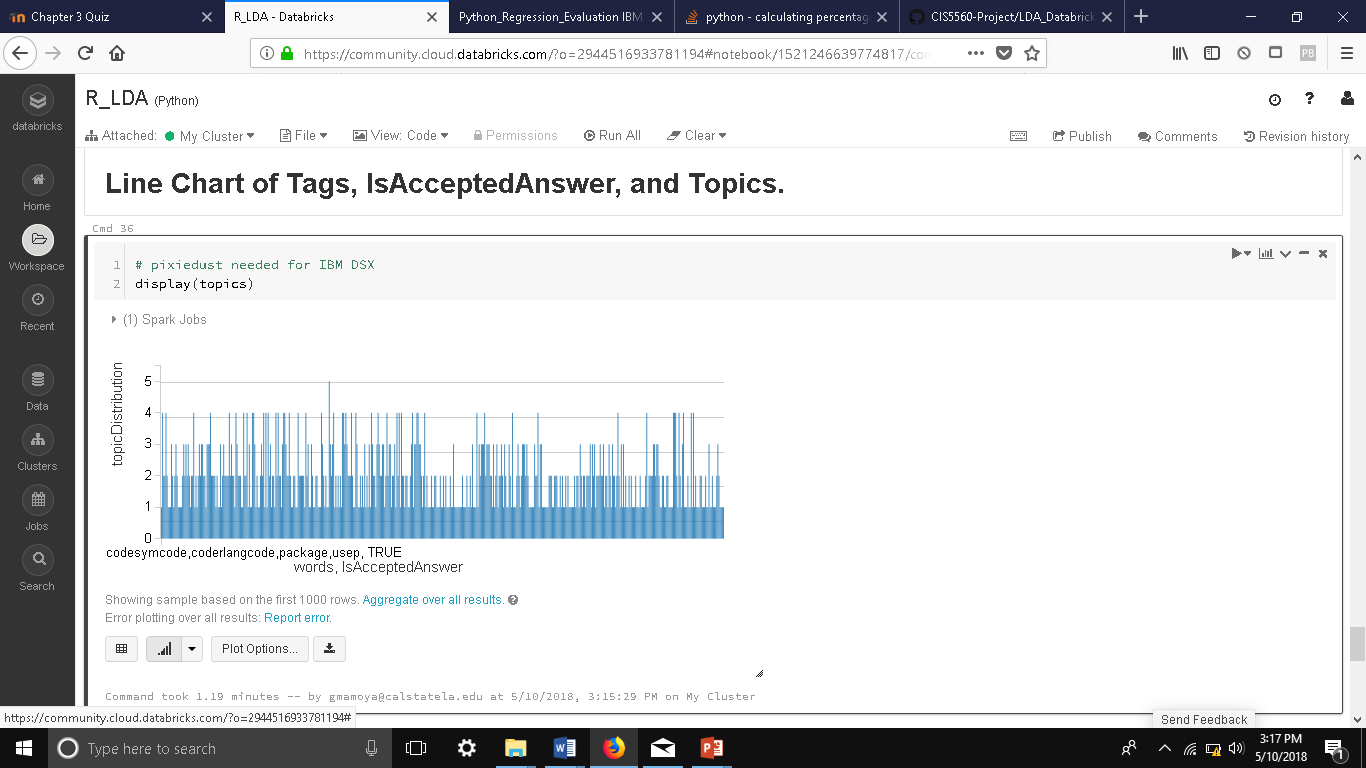 Chapter 3 Quiz
R_LDA - Databricks
Python_Regression_Evaluation IBM
python - calculating percentag
CIS5560-Project/LDA_Databrick
https://community.cloud.databricks.com/?o=2944516933781194#notebook/1521246639774817/co
PB
databricks
Home
Workspace
Recent
Data
Clusters
Jobs
Search
R_LDA (Python)
?
Attached: My Cluster File View: Code Permissions Run All Clear
Publish Comments Revision history
Line Chart of Tags, IsAcceptedAnswer, and Topics.
Cmd 36
1 # pixiedust needed for IBM DSX
2 display(topics)
(1) Spark Jobs
topicDistribution
5
4
3
2
1
0
codesymcode,coderlangcode,package,usep, TRUE
words, IsAcceptedAnswer
Showing sample based on the first 1000 rows. Aggregate over all results.
Error plotting over all results: Report error.
Plot Options...
Command took 1.19 minutes -- by gmamoya@calstatela.edu at 5/10/2018, 3:15:29 PM on My Cluster
https://community.cloud.databricks.com/?o=2944516933781194#
Send Feedback
Type here to search
3:17 PM
5/10/2018
1